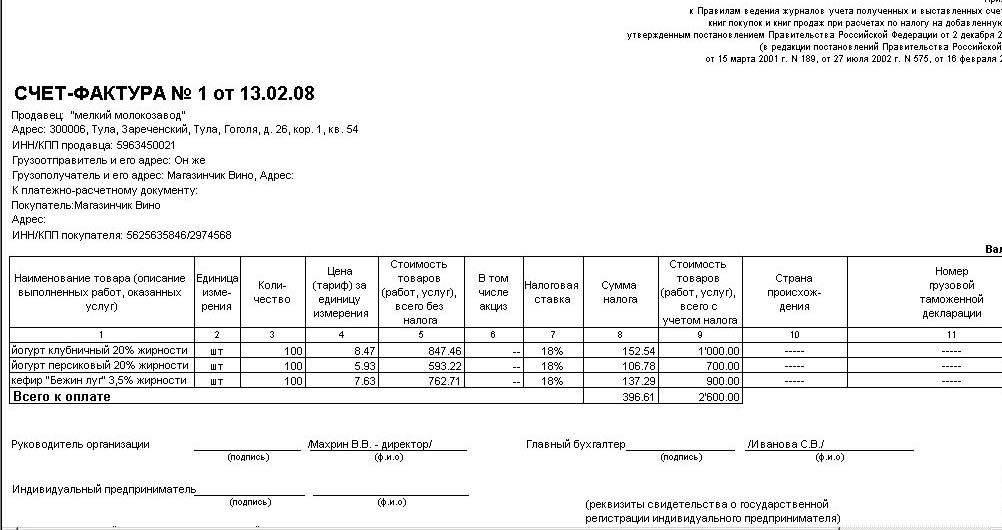 к Правилам ведения журналов учета полученных и выставленных
книг покупок и книг продаж при расчетах по налогу на
утвержденным постановлением Правительства Российской Федерации от 2 декабря
(в редакции постановлений Правительства Российской
от 15 марта 2001 г. N 189, от 27 июля 2002 г. N 575, от 16 февраля
СЧЕТ-ФАКТУРА № 1 от 13.02.08
Продавец: "мелкий молокозавод"
Адрес: 300006, Тула, Зареченский, Тула, Гоголя, д. 26, кор. 1, кв. 54
ИНН/КПП продавца: 5963450021
Грузоотправитель и его адрес: Он же
Грузополучатель и его адрес: Магазинчик Вино, Адрес:
К платежно-расчетному документу:
Покупатель:Магазинчик Вино
Адрес:
ИНН/КПП покупателя: 5625635846/2974568
Наименование товара (описание выполненных работ, оказанных услуг) Единица изме-рения Коли-чество Цена (тариф) за единицу измерения Стоимость товаров (работ, услуг), всего без налога В том числе акциз Налоговая ставка Сумма налога Стоимость товаров (работ, услуг), всего с учетом налога Страна происхож-дения Номер грузовой таможенной декларации
1 2 3 4 5 6 7 8 9 10 11
йогурт клубничный 20% жирности шт 100 8.47 847.46 -- 18% 152.54 1'000.00 ----- -----
йогурт персиковый 20% жирности шт 100 5.93 593.22 -- 18% 106.78 700.00 ----- -----
кефир "Бежин луг" 3,5% жирности шт 100 7.63 762.71 -- 18% 137.29 900.00 ----- -----
Всего к оплате 396.61 2'600.00
Руководитель организации /Махрин В.В. - директор/ Главный бухгалтер /Иванова С.В./
(подпись) (ф.и.о) (подпись) (ф.и.о)
Индивидуальный предприниматель
(подпись) (ф.и.о)
(реквизиты свидетельства о государственной
регистрации индивидуального предпринимателя)